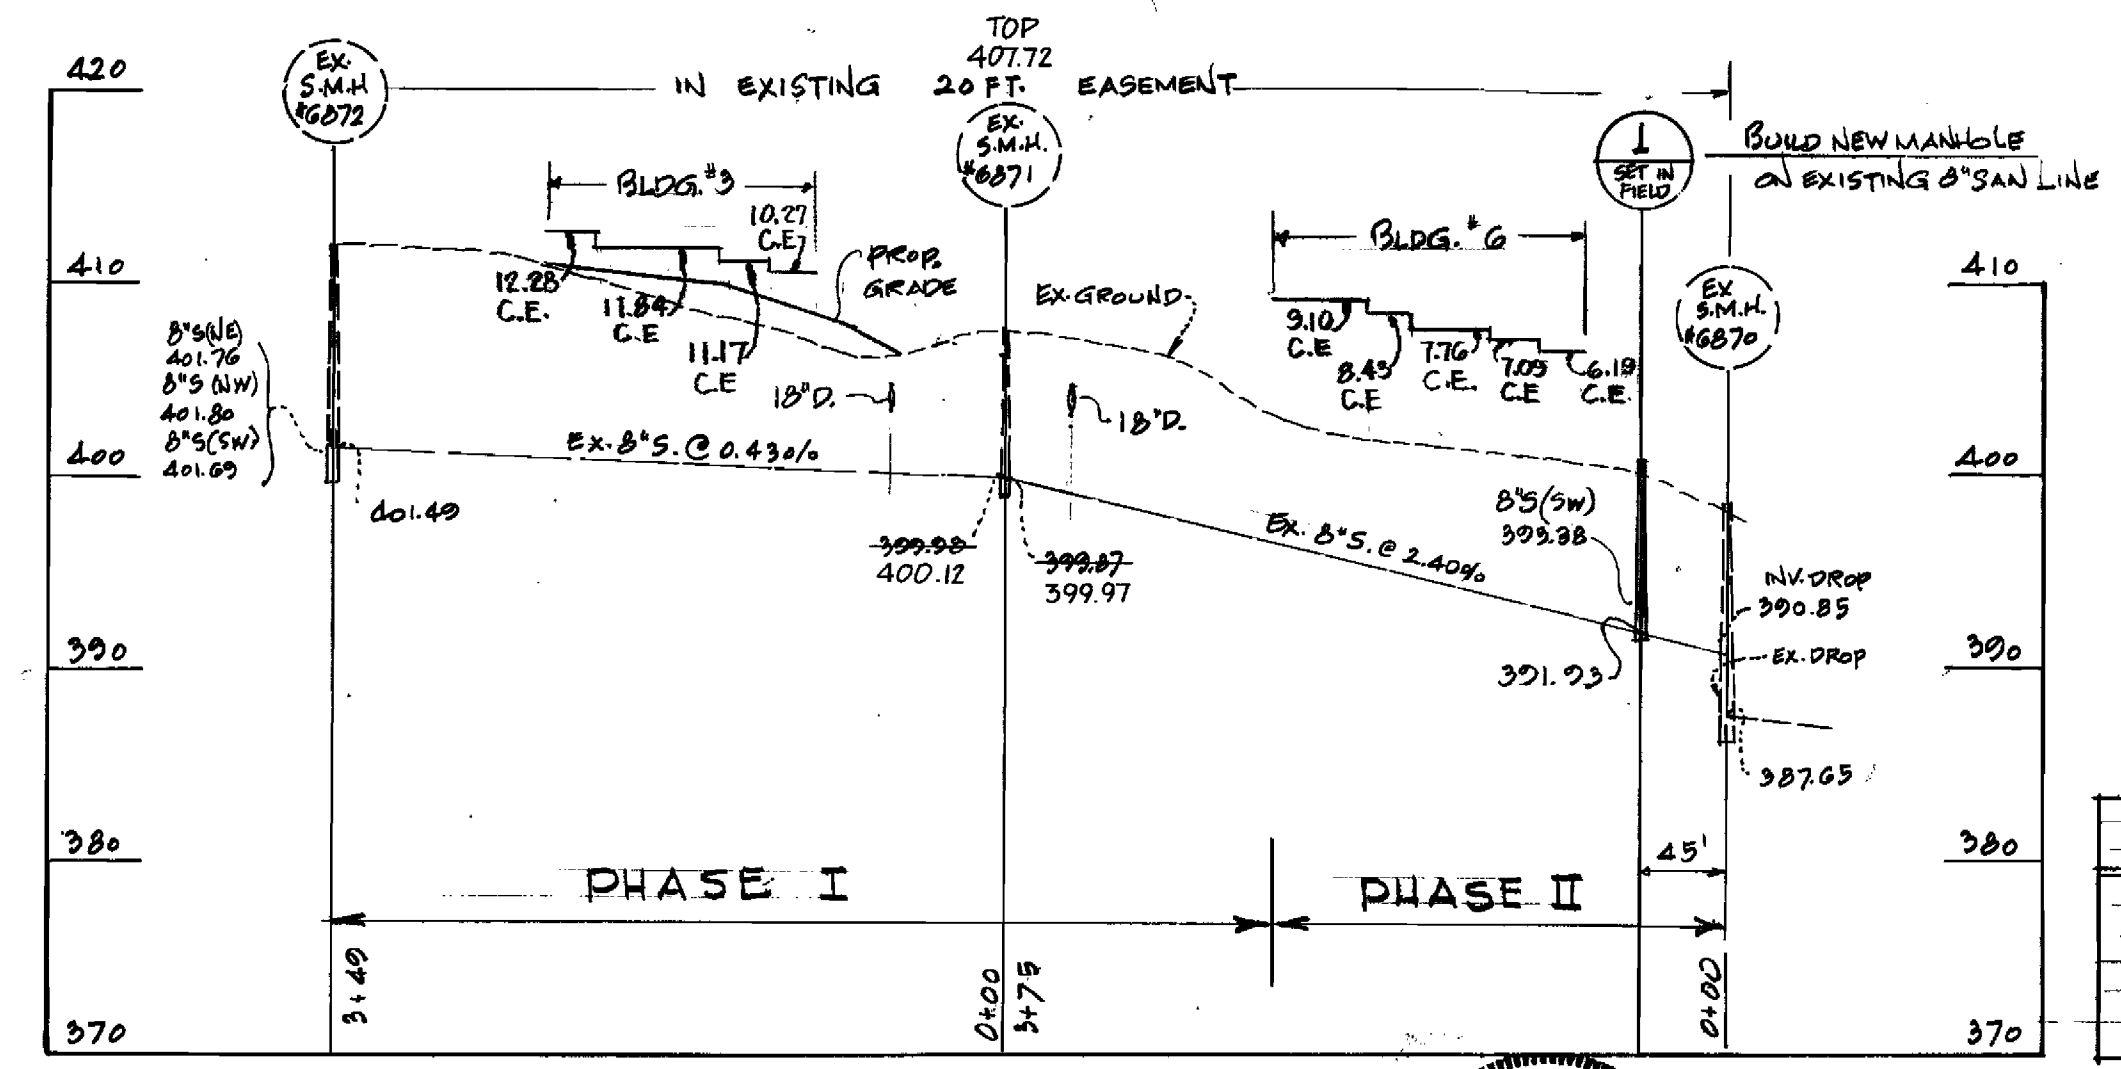 TOP
407.72
420
EX.
S.M.H
#6872
IN EXISTING 20 FT. EASEMENT
EX.
S.M.H.
#6871
1
SET IN
FIELD
BUILD NEW MANHOLE
ON EXISTING 8"SAN LINE
BLDG. #3
10.27
C.E.
BLDG. #6
410
12.28
C.E.
11.84
C.E
11.17
C.E
PROP.
GRADE
EX. GROUND
9.10
C.E
8.43
C.E
7.76
C.E.
7.09
C.E
6.19
C.E.
EX
S.M.H.
#6870
410
8"S(NE)
401.76
8"S (NW)
401.80
8"S(SW)
401.69
18"D.
18"D.
400
EX. 8"S. @ 0.43%
401.49
399.98
400.12
399.87
399.97
EX. 8"S. @ 2.40%
8"S(SW)
393.38
400
INV. DROP
390.85
EX. DROP
390
391.93
390
387.65
380
PHASE I
PHASE II
45'
380
3+49
0+00
3+75
0+00
370
370